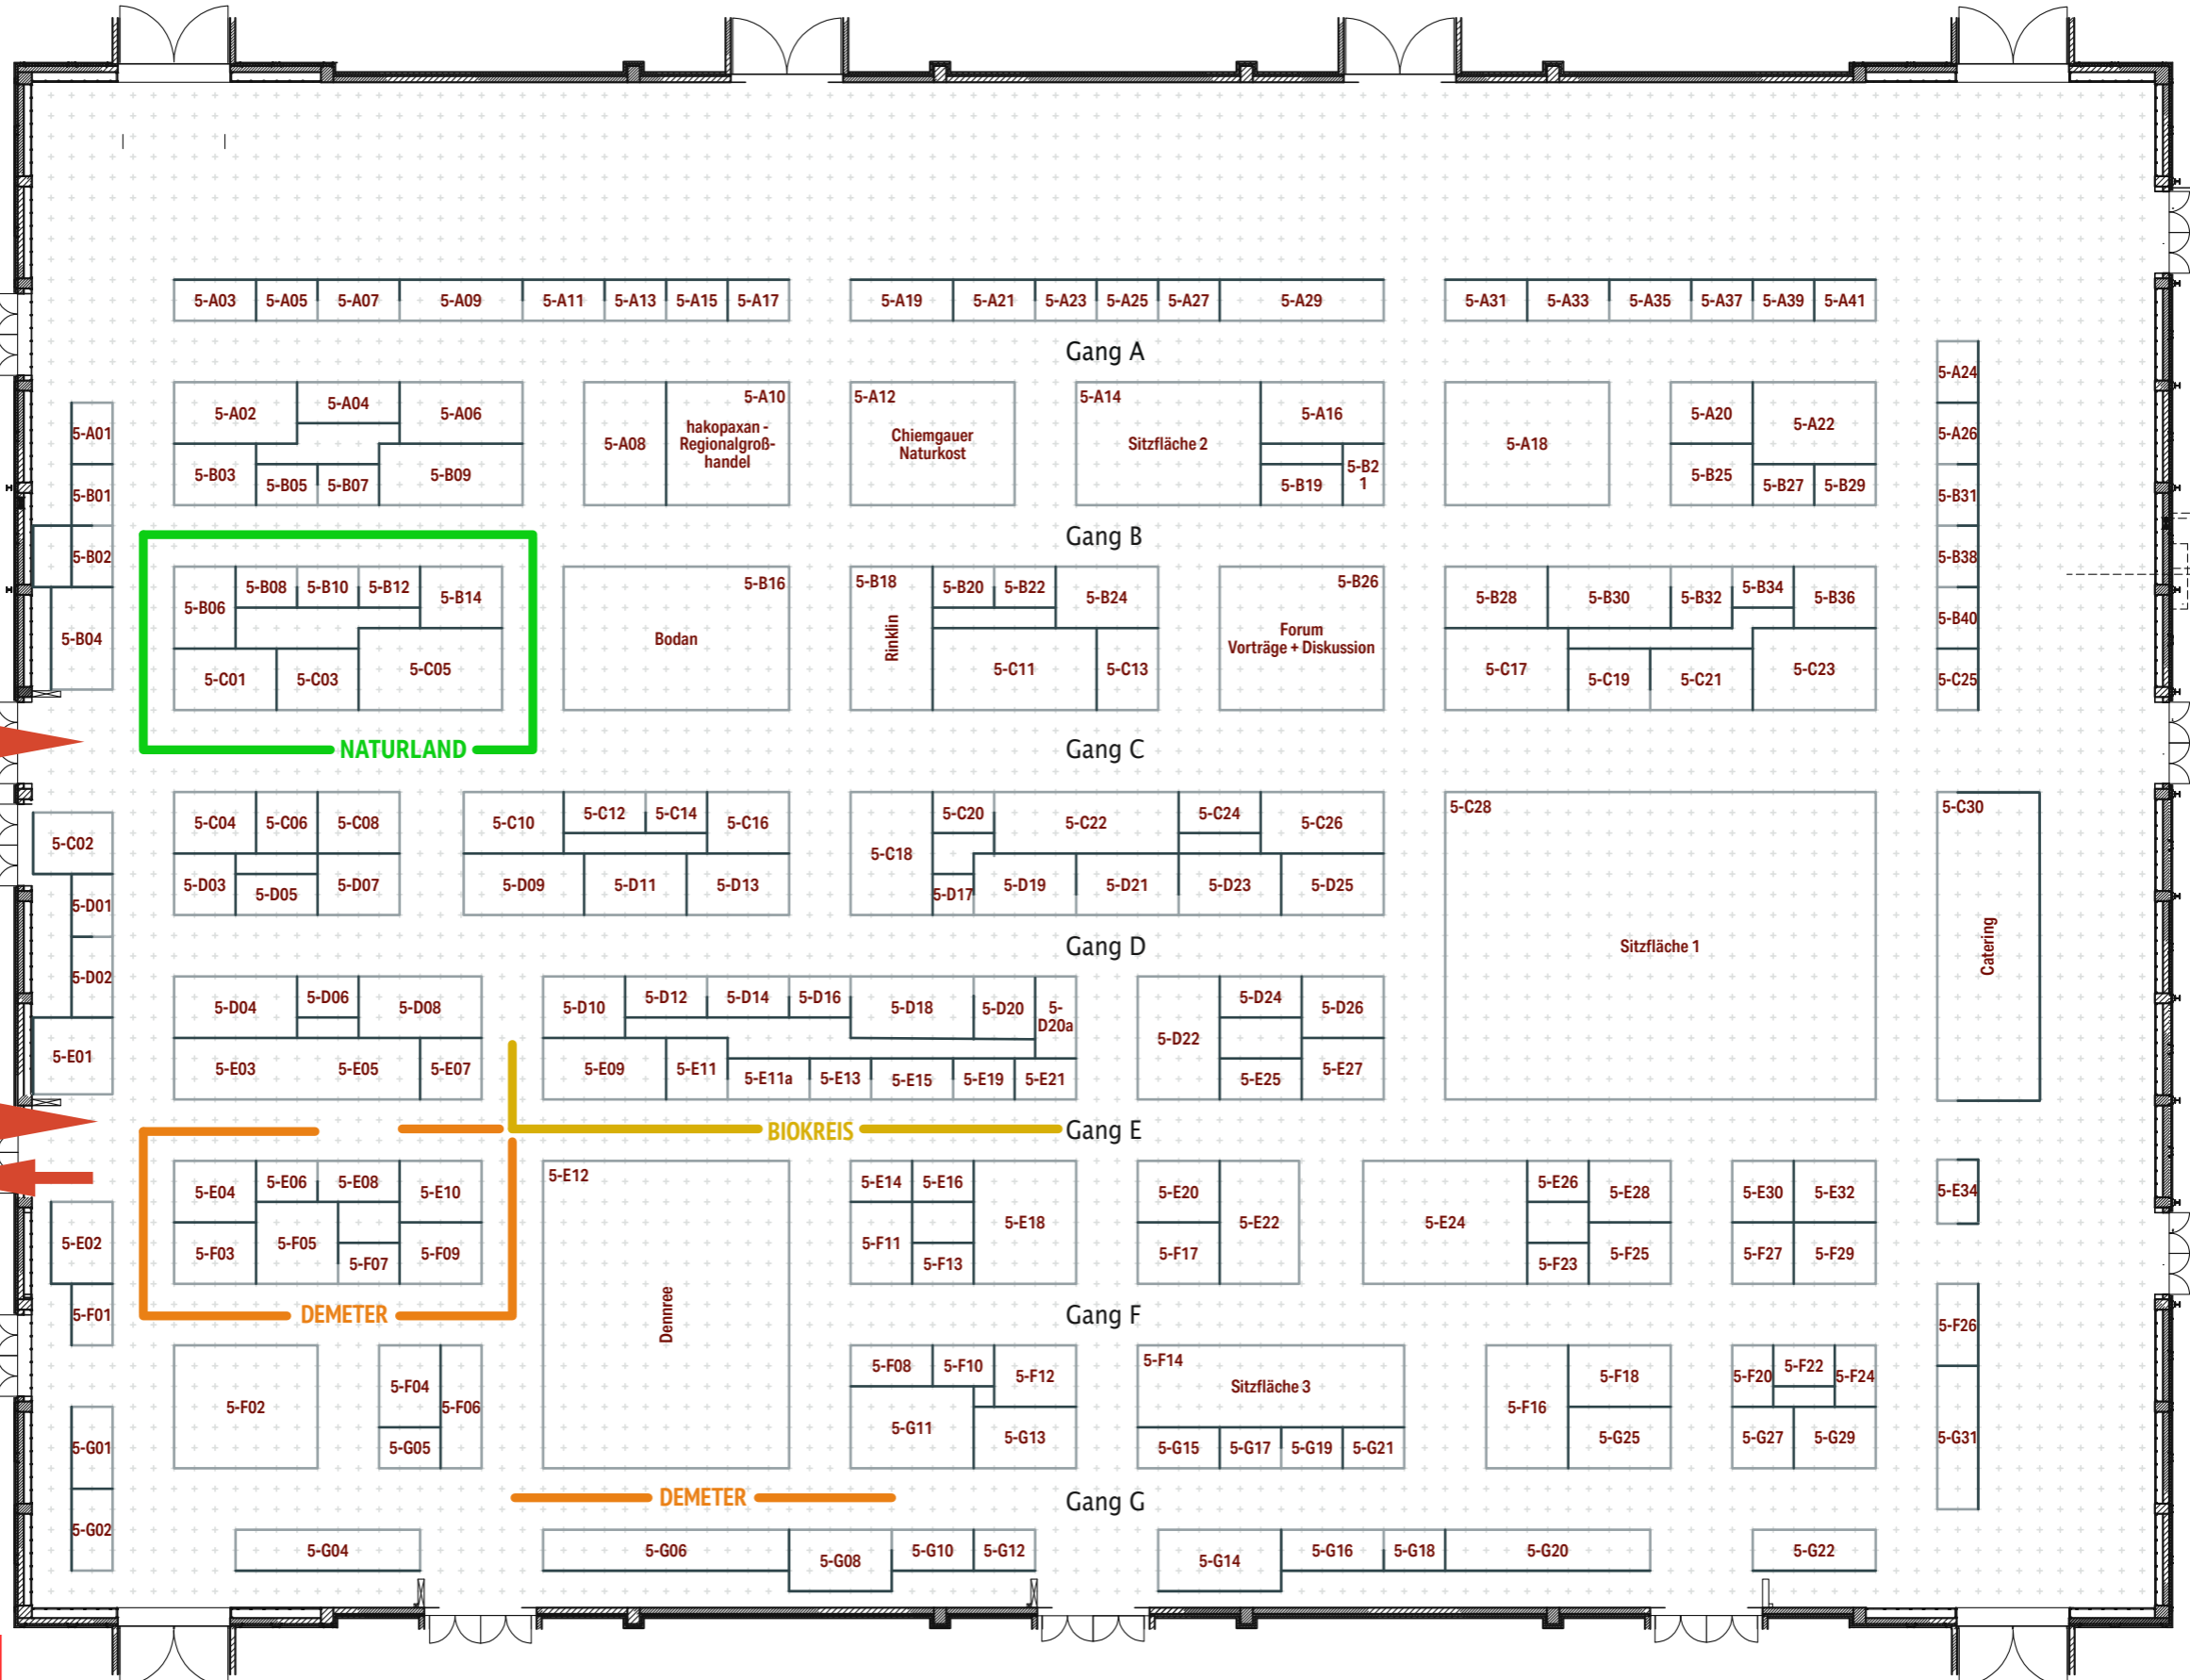 5-A03 5-A05 5-A07 5-A09 5-A11 5-A13 5-A15 5-A17 5-A19 5-A21 5-A23 5-A25 5-A27 5-A29 5-A31 5-A33 5-A35 5-A37 5-A39 5-A41
Gang A
5-A24
5-A26
5-B31
5-B38
5-B40
5-C25
5-A01
5-B01
5-B02
5-B04
5-A02 5-A04 5-A06
5-B03 5-B05 5-B07 5-B09
5-A08
5-A10
hakopaxan -
Regionalgroß-
handel
5-A12
Chiemgauer
Naturkost
5-A14
Sitzfläche 2
5-A16
5-B19
5-B2
1
5-A18
5-A20 5-A22
5-B25 5-B27 5-B29
Gang B
5-B06 5-B08 5-B10 5-B12 5-B14
5-C01 5-C03 5-C05
NATURLAND
5-B16
Bodan
5-B18
Rinklin
5-B20 5-B22 5-B24
5-C11 5-C13
5-B26
Forum
Vorträge + Diskussion
5-B28 5-B30 5-B32 5-B34 5-B36
5-C17 5-C19 5-C21 5-C23
Gang C
5-C02
5-D01
5-D02
5-E01
5-C04 5-C06 5-C08
5-D03 5-D05 5-D07
5-C10 5-C12 5-C14 5-C16
5-D09 5-D11 5-D13
5-C18
5-C20 5-C22 5-C24 5-C26
5-D17 5-D19 5-D21 5-D23 5-D25
5-C28
Sitzfläche 1
5-C30
Catering
Gang D
5-D04 5-D06 5-D08
5-E03 5-E05 5-E07
5-D10 5-D12 5-D14 5-D16 5-D18 5-D20
5-
D20a
5-E09 5-E11 5-E11a 5-E13 5-E15 5-E19 5-E21
5-D22
5-D24 5-D26
5-E25 5-E27
BIOKREIS
Gang E
5-E02
5-F01
5-E04 5-E06 5-E08 5-E10
5-F03 5-F05 5-F07 5-F09
DEMETER
5-E12
Dennree
5-E14 5-E16 5-E18
5-F11 5-F13
5-E20 5-E22
5-F17
5-E24
5-E26 5-E28
5-F23 5-F25
5-E30 5-E32
5-F27 5-F29
5-E34
Gang F
5-F26
5-G31
5-G01
5-G02
5-F02
5-F04 5-F06
5-G05
5-F08 5-F10 5-F12
5-G11 5-G13
5-F14
Sitzfläche 3
5-G15 5-G17 5-G19 5-G21
5-F16
5-F18
5-G25
5-F20 5-F22 5-F24
5-G27 5-G29
DEMETER
Gang G
5-G04 5-G06 5-G08 5-G10 5-G12 5-G14 5-G16 5-G18 5-G20 5-G22